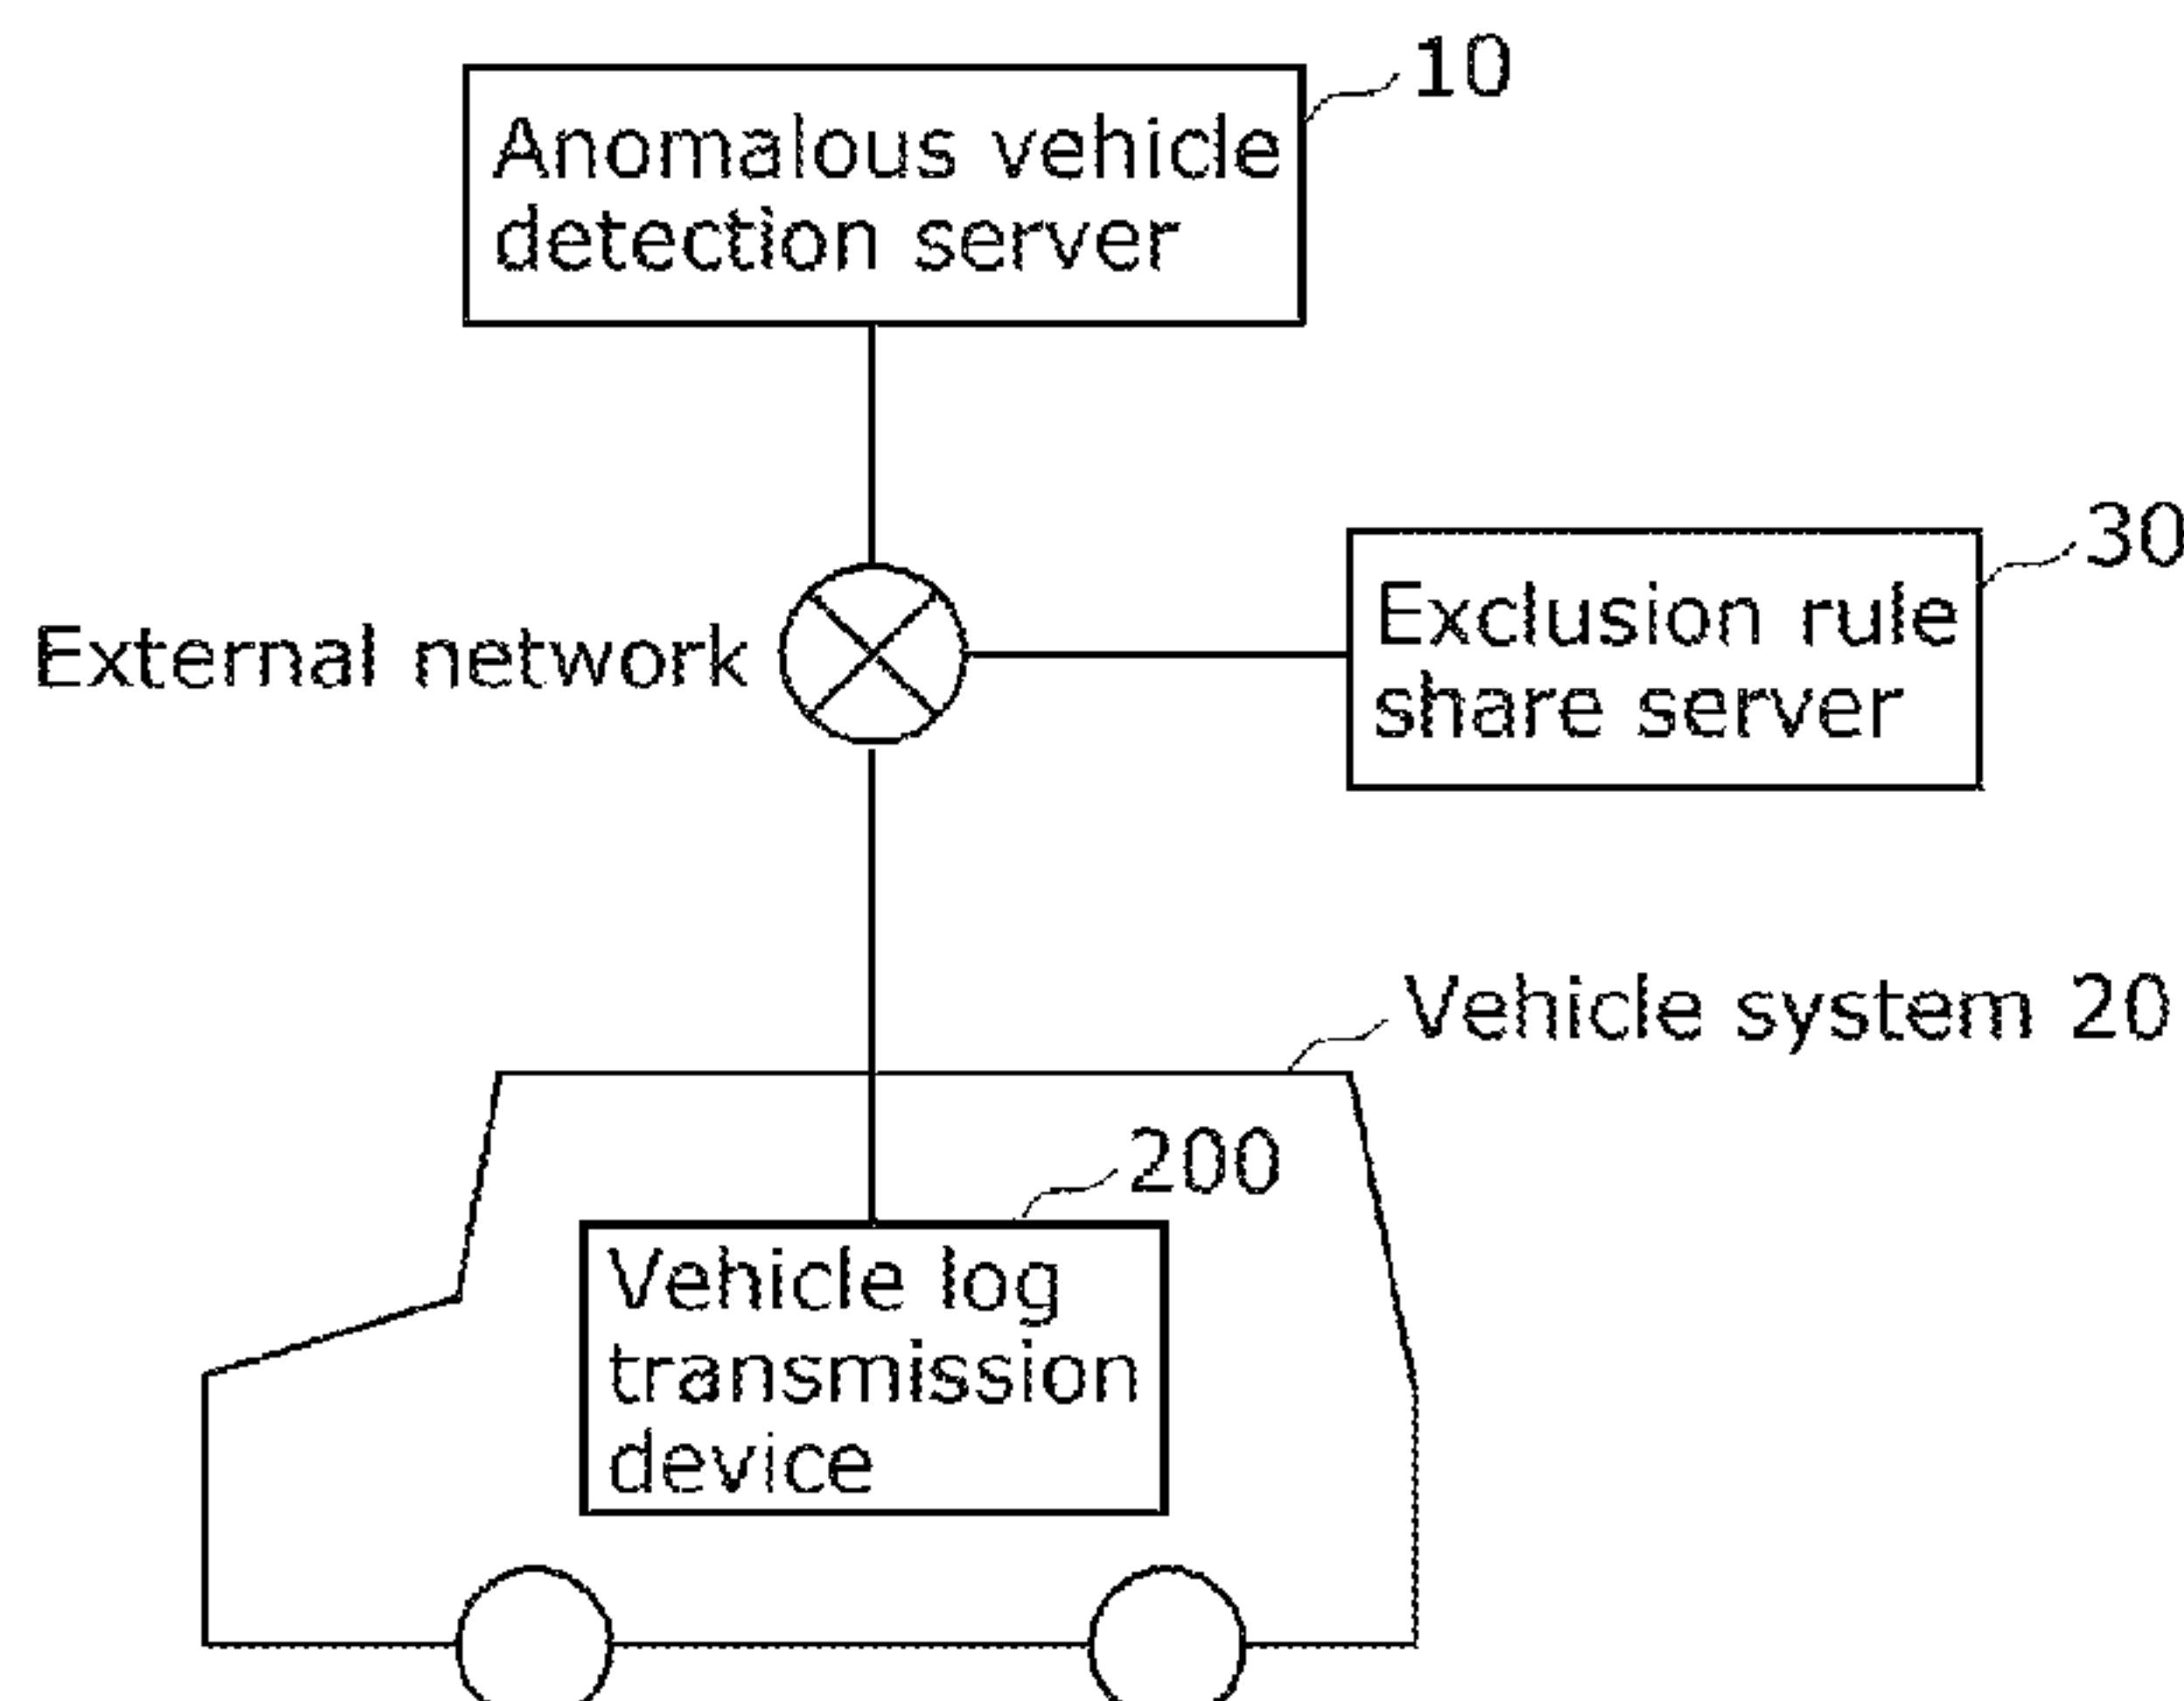 10
Anomalous vehicle
detection server
30
Exclusion rule
share server
External network
Vehicle system 20
200
Vehicle log
transmission
device